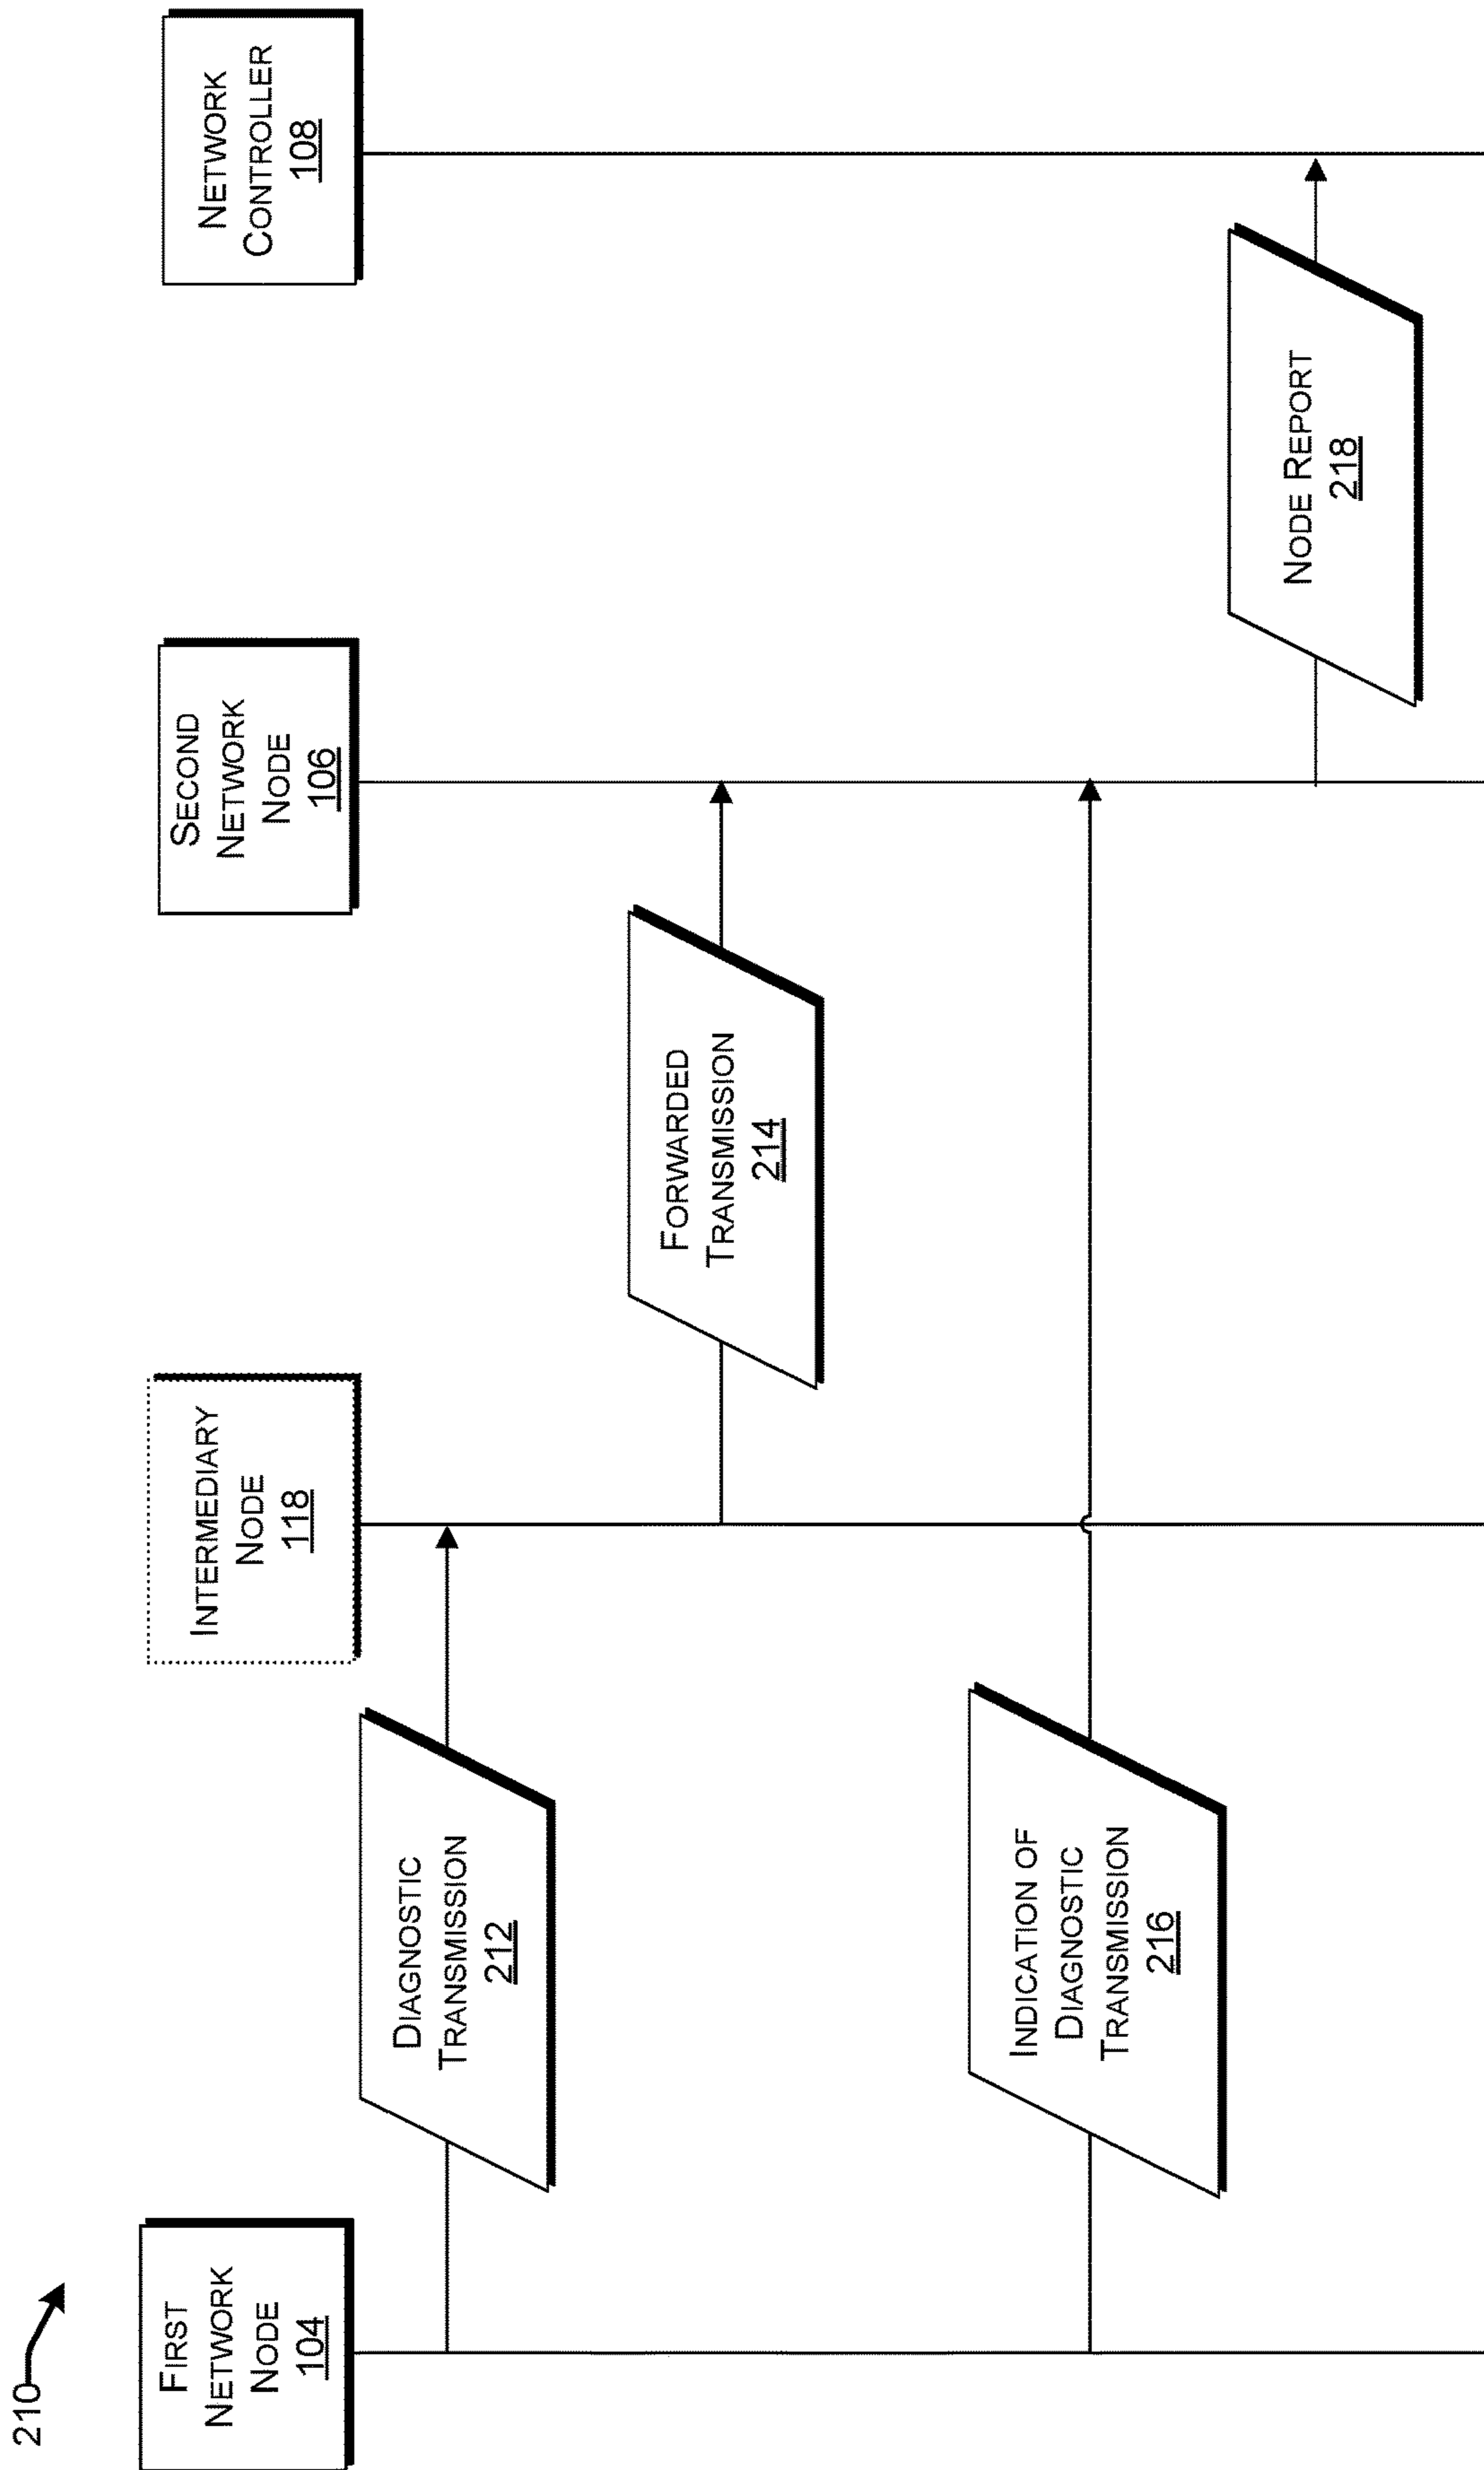 210
FIRST
NETWORK
NODE
104
INTERMEDIARY
NODE
118
SECOND
NETWORK
NODE
106
NETWORK
CONTROLLER
108
DIAGNOSTIC
TRANSMISSION
212
FORWARDED
TRANSMISSION
214
INDICATION OF
DIAGNOSTIC
TRANSMISSION
216
NODE REPORT
218